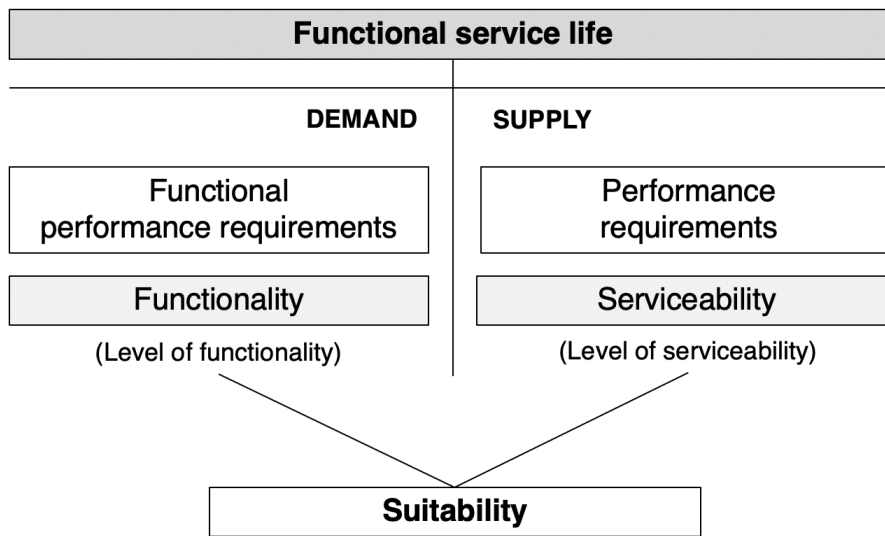 Functional service life
DEMAND
SUPPLY
Functional
performance requirements
Performance
requirements
Functionality
Serviceability
(Level of functionality)
(Level of serviceability)
Suitability